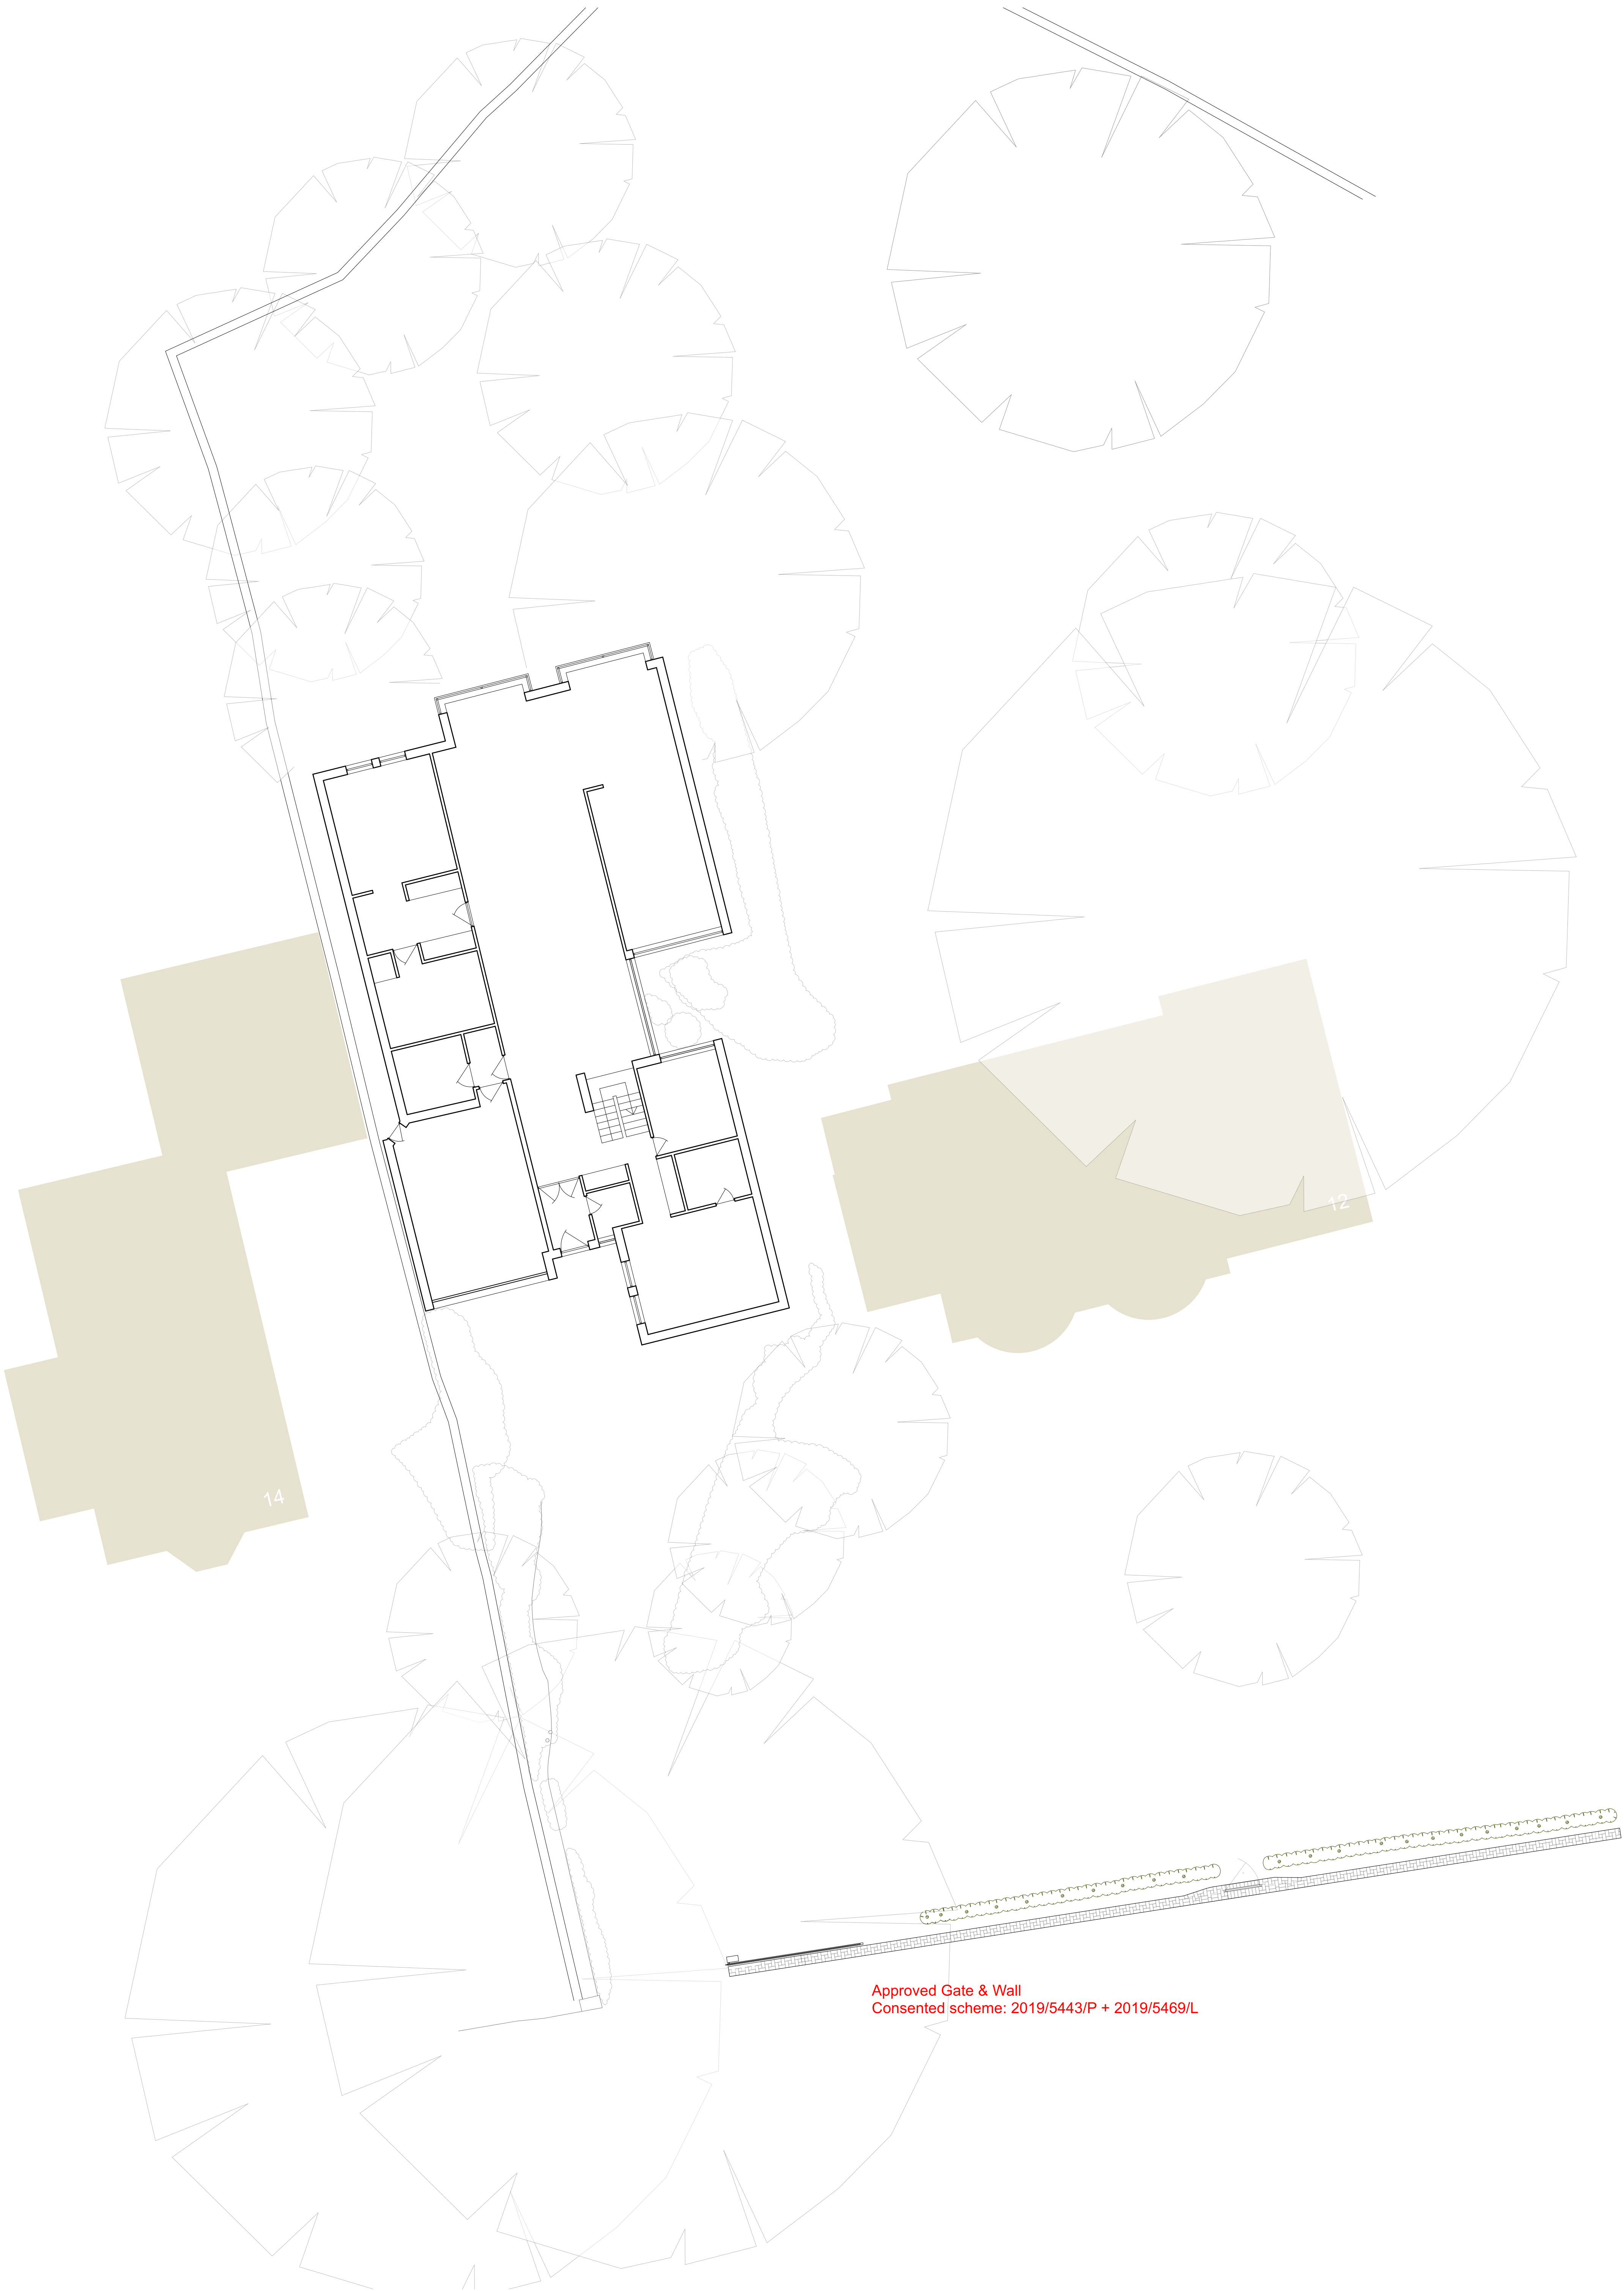 12
14
Approved Gate & Wall
Consented scheme: 2019/5443/P + 2019/5469/L